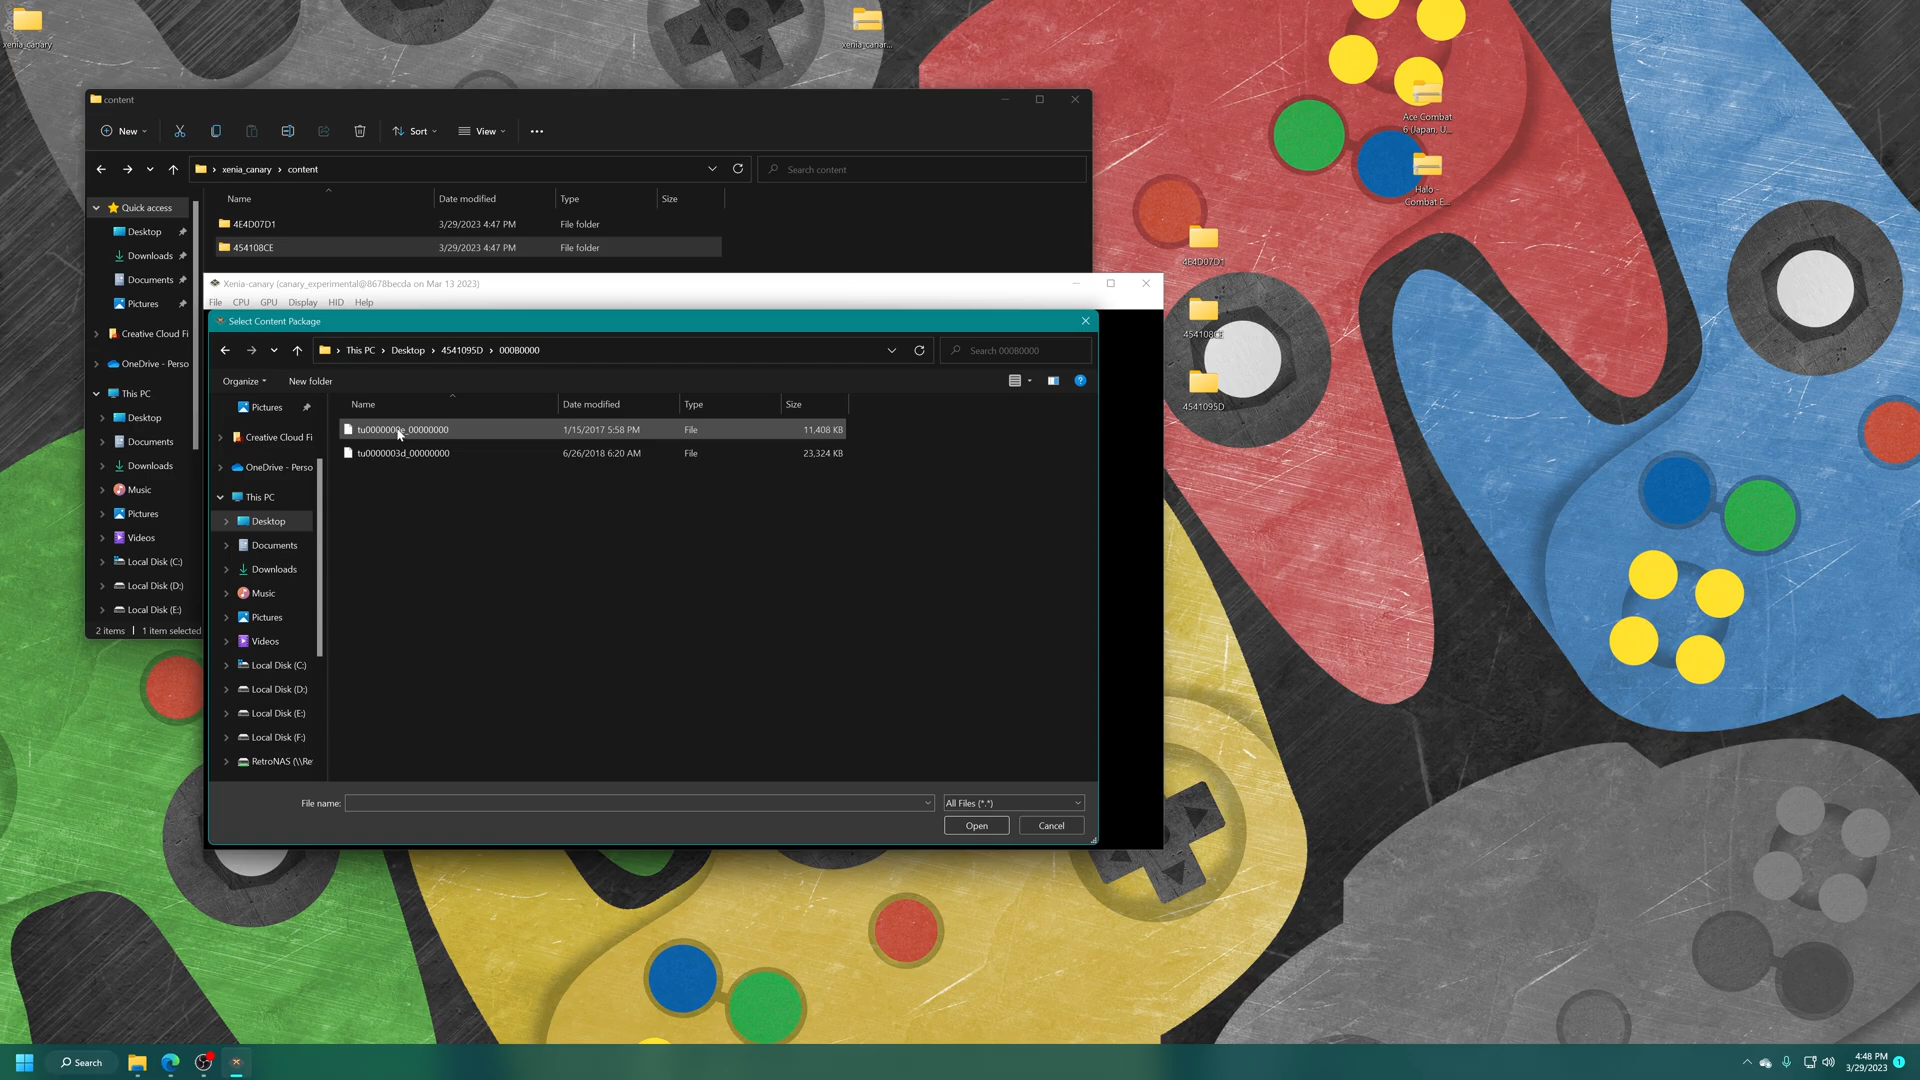 xenia_canary
xenia_canar...
Ace Combat
6 (Japan, U...
Halo -
Combat E...
4E4D07D1
454108CE
4541095D
content
New
Sort
View
xenia_canary > content
Search content
Name
Date modified
Type
Size
4E4D07D1
3/29/2023 4:47 PM
File folder
454108CE
3/29/2023 4:47 PM
File folder
Quick access
Desktop
Downloads
Documents
Pictures
Creative Cloud Fi
OneDrive - Perso
This PC
Desktop
Documents
Downloads
Music
Pictures
Videos
Local Disk (C:)
Local Disk (D:)
Local Disk (E:)
2 items
1 item selected
Xenia-canary (canary_experimental@8678becda on Mar 13 2023)
File CPU GPU Display HID Help
Select Content Package
This PC > Desktop > 4541095D > 000B0000
Search 000B0000
Organize
New folder
Name
Date modified
Type
Size
tu0000000e_00000000
1/15/2017 5:58 PM
File
11,408 KB
tu0000003d_00000000
6/26/2018 6:20 AM
File
23,324 KB
Pictures
Creative Cloud Fi
OneDrive - Perso
This PC
Desktop
Documents
Downloads
Music
Pictures
Videos
Local Disk (C:)
Local Disk (D:)
Local Disk (E:)
Local Disk (F:)
RetroNAS (\\Re
File name:
All Files (*.*)
Open
Cancel
Search
4:48 PM
3/29/2023
1